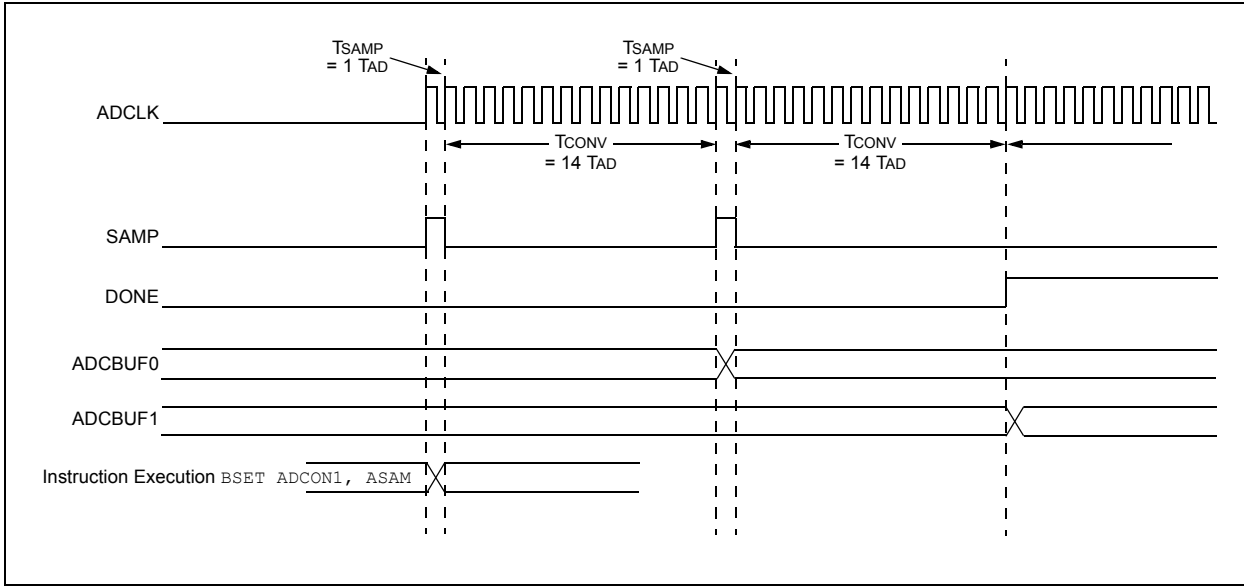 TSAMP
= 1 TAD
TSAMP
= 1 TAD
ADCLK
TCONV
= 14 TAD
TCONV
= 14 TAD
SAMP
DONE
ADCBUF0
ADCBUF1
Instruction Execution BSET ADCON1, ASAM